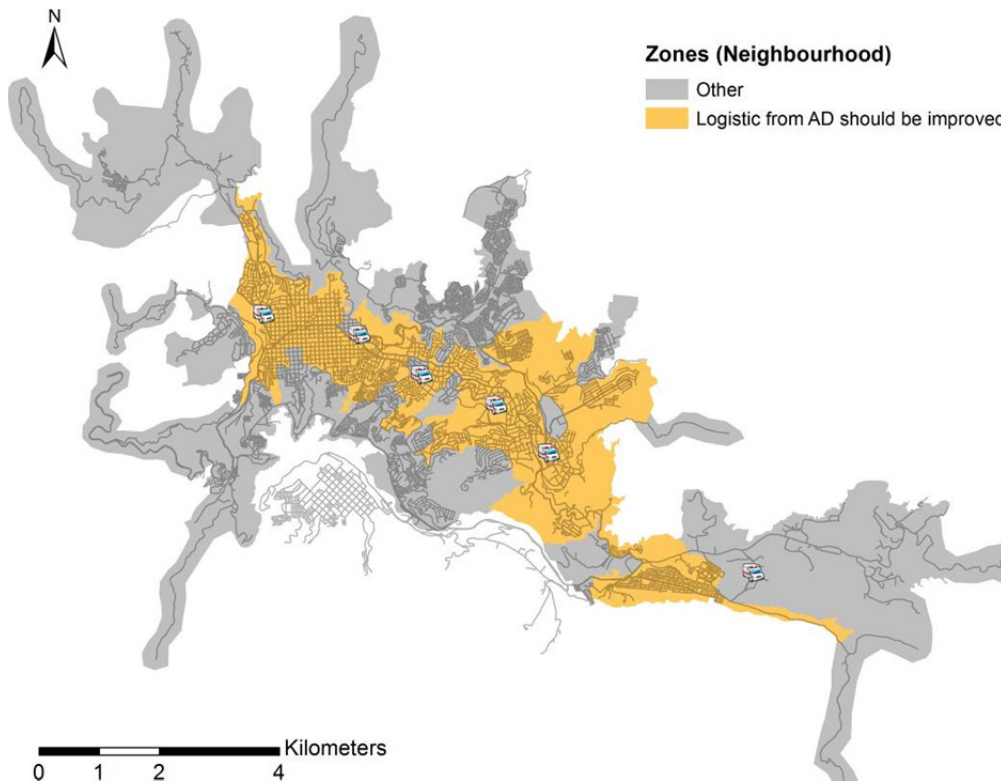 N
Zones (Neighbourhood)
Other
Logistic from AD should be improved
Kilometers
0 1 2 4